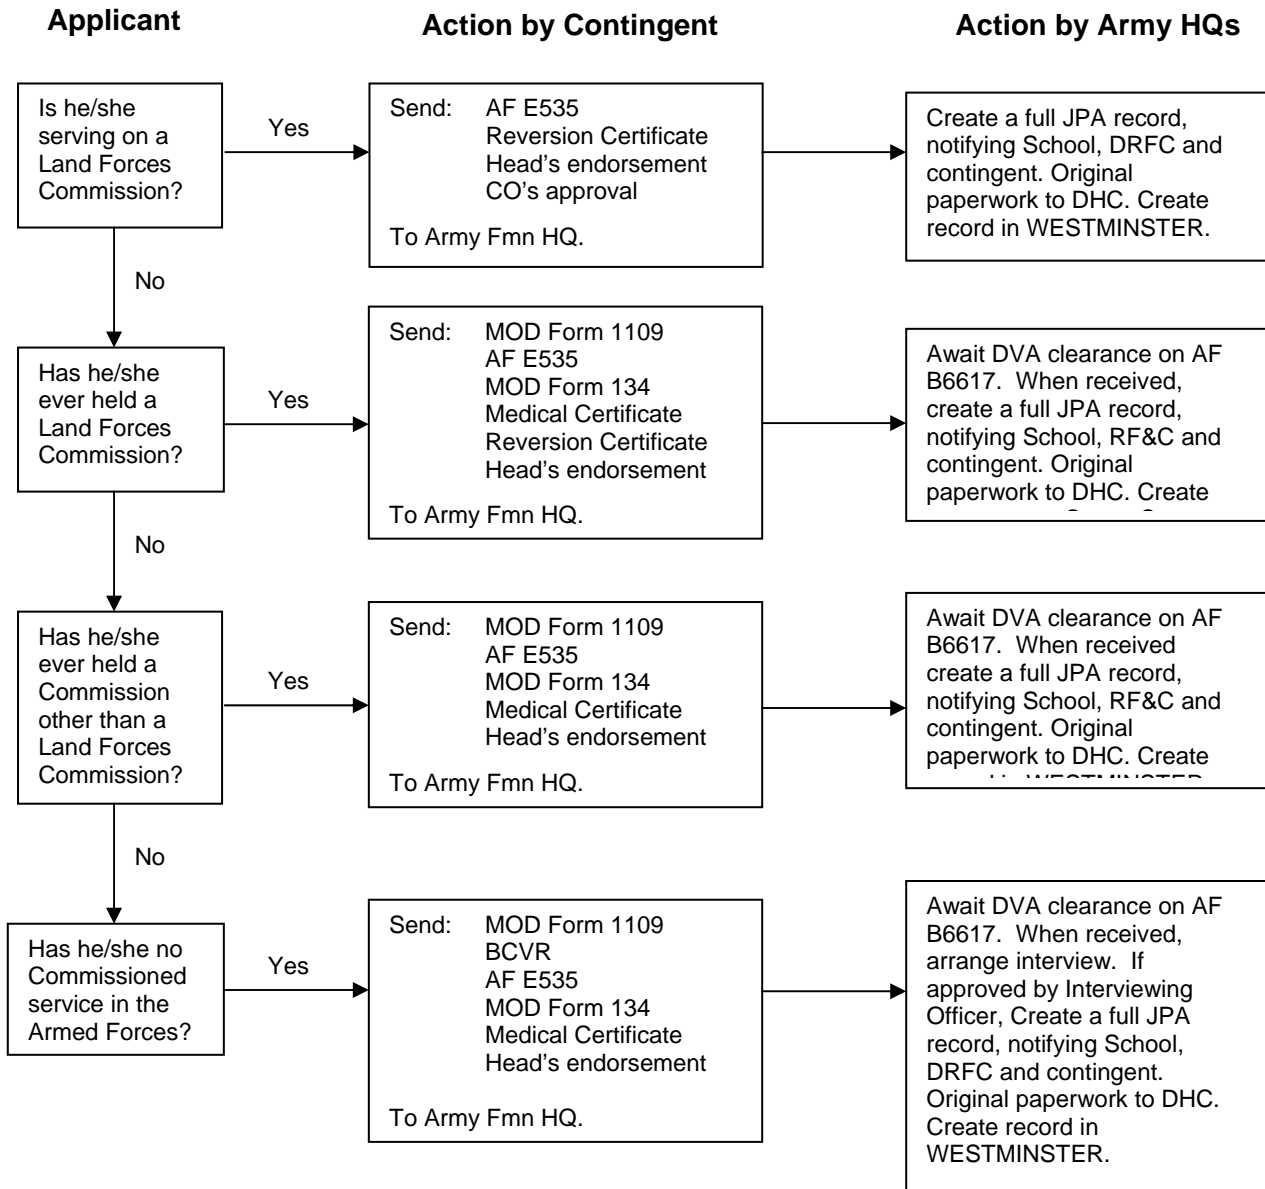 Applicant
Action by Contingent
Action by Army HQs
Is he/she
serving on a
Land Forces
Commission?
Yes
Send: AF E535
Reversion Certificate
Head’s endorsement
CO’s approval
To Army Fmn HQ.
Create a full JPA record,
notifying School, DRFC and
contingent. Original
paperwork to DHC. Create
record in WESTMINSTER.
No
Has he/she
ever held a
Land Forces
Commission?
Yes
Send: MOD Form 1109
AF E535
MOD Form 134
Medical Certificate
Reversion Certificate
Head’s endorsement
To Army Fmn HQ.
Await DVA clearance on AF
B6617. When received,
create a full JPA record,
notifying School, RF&C and
contingent. Original
paperwork to DHC. Create
No
Has he/she
ever held a
Commission
other than a
Land Forces
Commission?
Yes
Send: MOD Form 1109
AF E535
MOD Form 134
Medical Certificate
Head’s endorsement
To Army Fmn HQ.
Await DVA clearance on AF
B6617. When received
create a full JPA record,
notifying School, RF&C and
contingent. Original
paperwork to DHC. Create
No
Has he/she no
Commissioned
service in the
Armed Forces?
Yes
Send: MOD Form 1109
BCVR
AF E535
MOD Form 134
Medical Certificate
Head’s endorsement
To Army Fmn HQ.
Await DVA clearance on AF
B6617. When received,
arrange interview. If
approved by Interviewing
Officer, Create a full JPA
record, notifying School,
DRFC and contingent.
Original paperwork to DHC.
Create record in
WESTMINSTER.